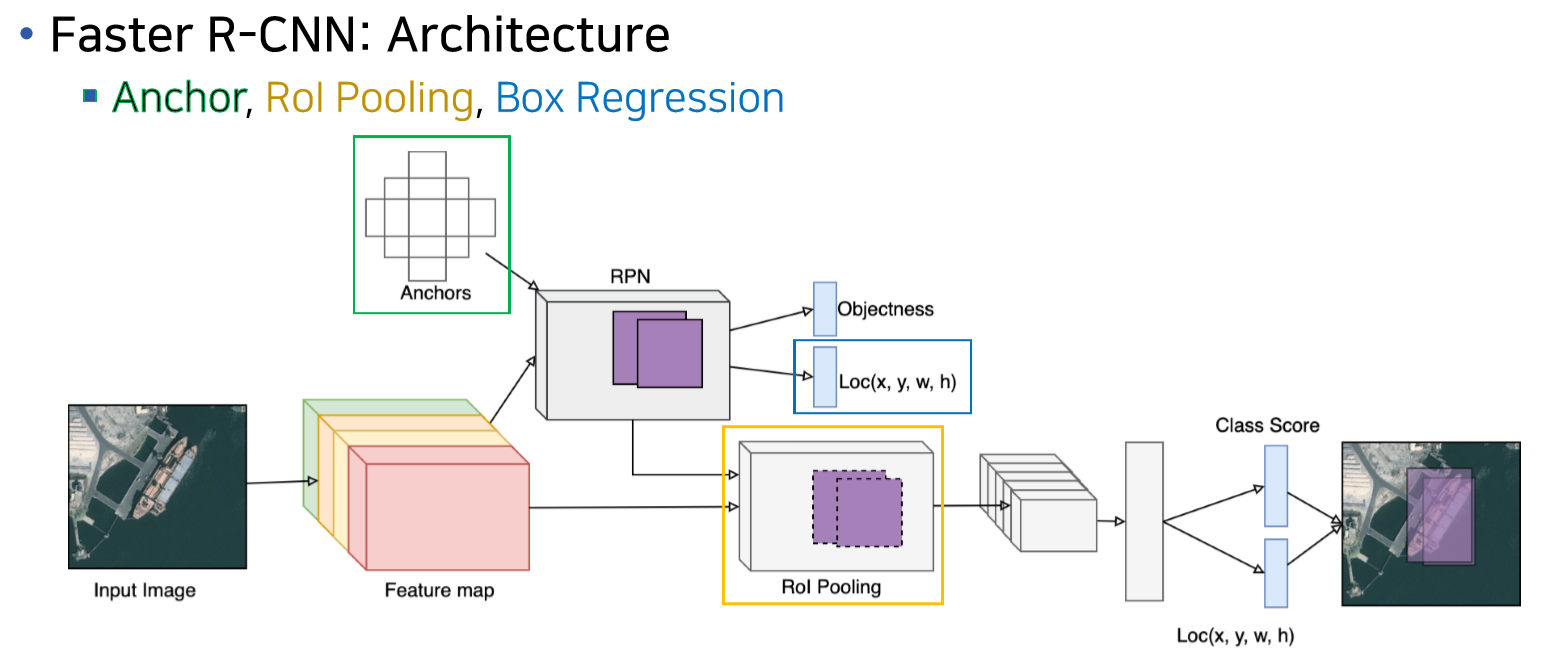 • Faster R-CNN: Architecture
▪ Anchor, RoI Pooling, Box Regression
Anchors
RPN
Objectness
Loc(x, y, w, h)
Class Score
Input Image
Feature map
RoI Pooling
Loc(x, y, w, h)